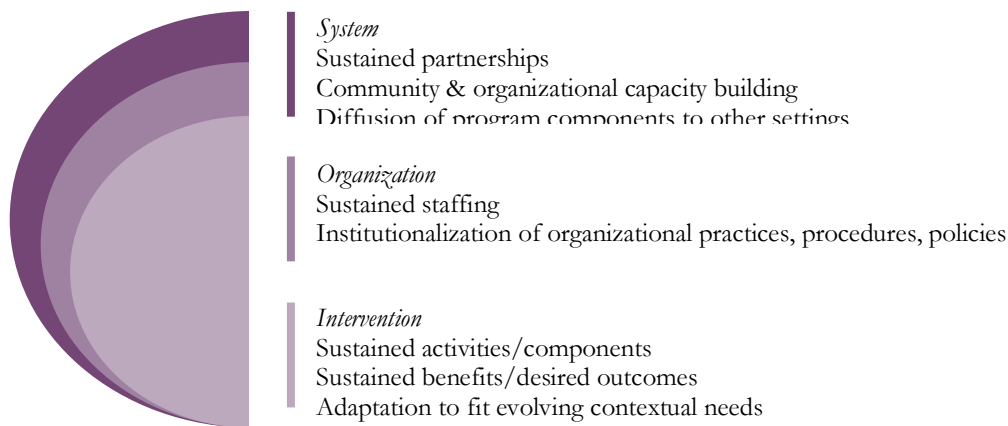 System
Sustained partnerships
Community & organizational capacity building
Diffusion of program components to other settings
Organization
Sustained staffing
Institutionalization of organizational practices, procedures, policies
Intervention
Sustained activities/components
Sustained benefits/desired outcomes
Adaptation to fit evolving contextual needs